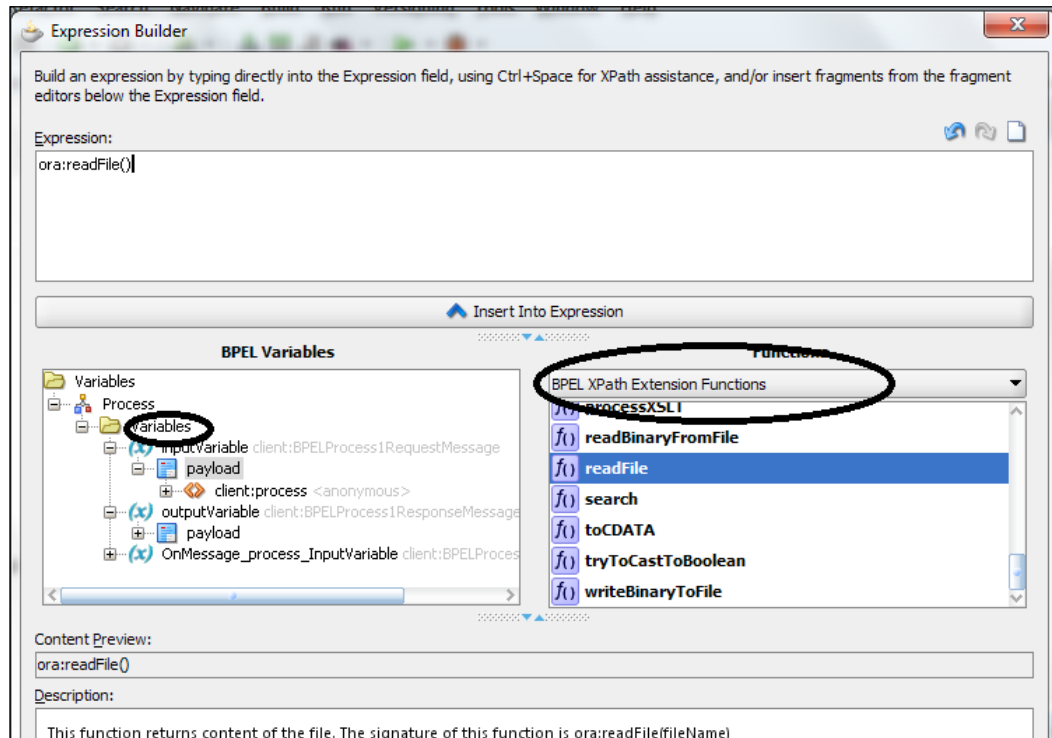 Expression Builder
Build an expression by typing directly into the Expression field, using Ctrl+Space for XPath assistance, and/or insert fragments from the fragment
editors below the Expression field.
Expression:
ora:readFile()
Insert Into Expression
BPEL Variables
Functions
Variables
Process
Variables
inputVariable client:BPELProcess1RequestMessage
payload
client:process <anonymous>
outputVariable client:BPELProcess1ResponseMessage
payload
OnMessage_process_InputVariable client:BPELProces
BPEL XPath Extension Functions
f() processXSLT
f() readBinaryFromFile
f() readFile
f() search
f() toCDATA
f() tryToCastToBoolean
f() writeBinaryToFile
Content Preview:
ora:readFile()
Description:
This function returns content of the file. The signature of this function is ora:readFile(fileName)